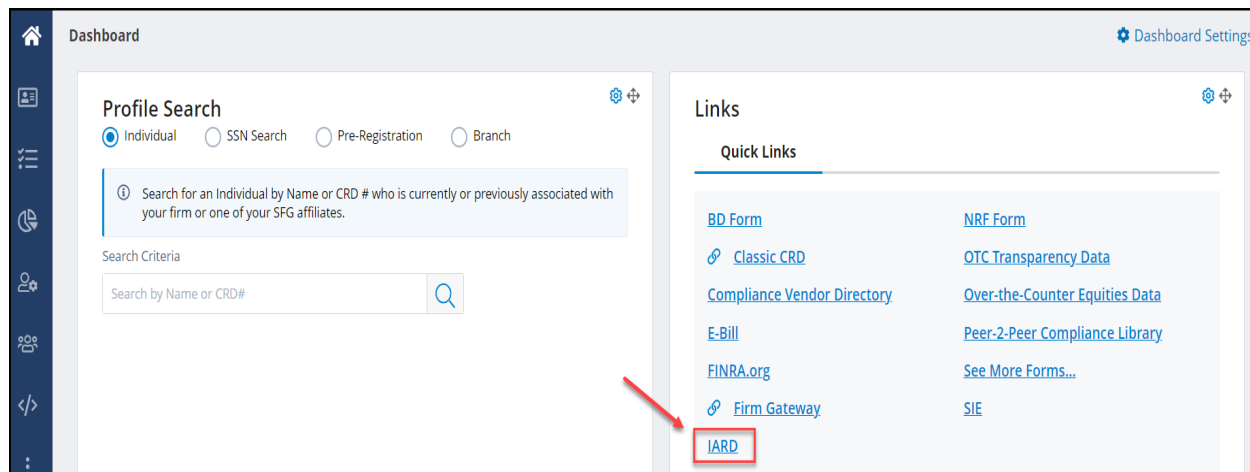 Dashboard
Dashboard Settings
Profile Search
Individual
SSN Search
Pre-Registration
Branch
Search for an Individual by Name or CRD # who is currently or previously associated with
your firm or one of your SFG affiliates.
Search Criteria
Search by Name or CRD#
Links
Quick Links
BD Form
Classic CRD
Compliance Vendor Directory
E-Bill
FINRA.org
Firm Gateway
IARD
NRF Form
OTC Transparency Data
Over-the-Counter Equities Data
Peer-2-Peer Compliance Library
See More Forms...
SIE